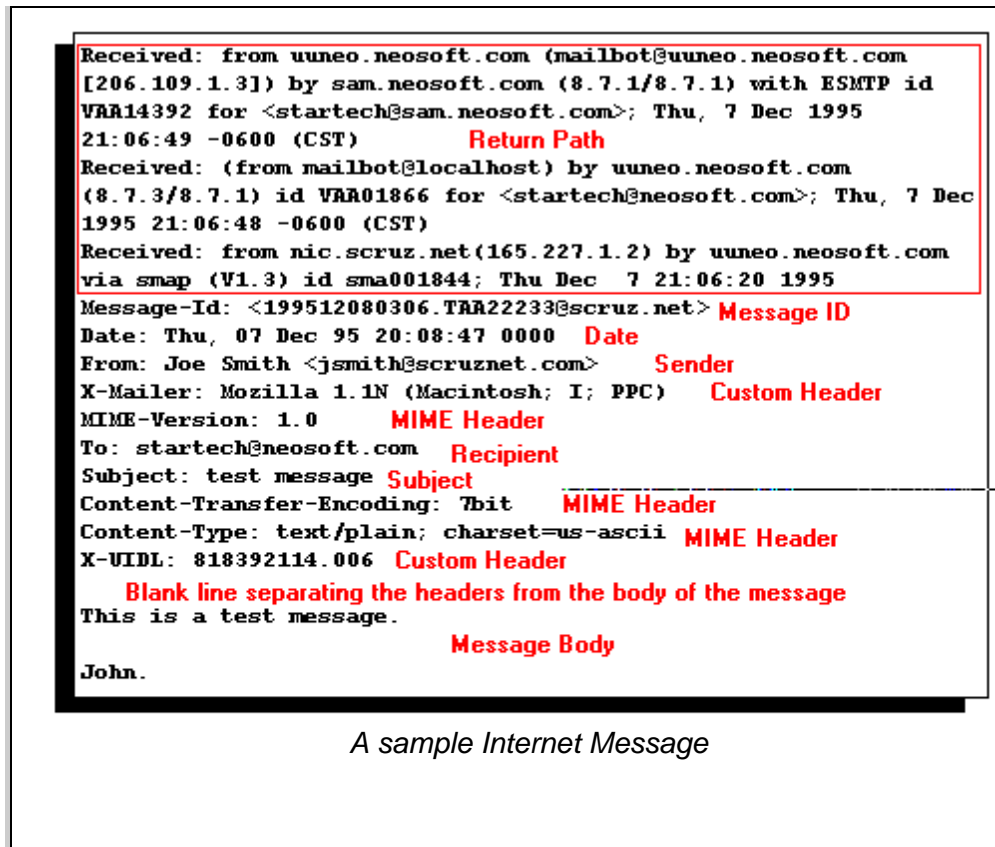 Received: from uuneo.neosoft.com (mailbot@uuneo.neosoft.com
[206.109.1.3]) by sam.neosoft.com (8.7.1/8.7.1) with ESMTP id
VAA14392 for <startech@sam.neosoft.com>; Thu, 7 Dec 1995
21:06:49 -0600 (CST) Return Path
Received: (from mailbot@localhost) by uuneo.neosoft.com
(8.7.3/8.7.1) id VAA01866 for <startech@neosoft.com>; Thu, 7 Dec
1995 21:06:48 -0600 (CST)
Received: from nic.scruz.net(165.227.1.2) by uuneo.neosoft.com
via smap (V1.3) id sma001844; Thu Dec 7 21:06:20 1995
Message-Id: <199512080306.TAA22233@scruz.net> Message ID
Date: Thu, 07 Dec 95 20:08:47 0000 Date
From: Joe Smith <jsmith@scruznet.com> Sender
X-Mailer: Mozilla 1.1N (Macintosh; I; PPC) Custom Header
MIME-Version: 1.0 MIME Header
To: startech@neosoft.com Recipient
Subject: test message Subject
Content-Transfer-Encoding: 7bit MIME Header
Content-Type: text/plain; charset=us-ascii MIME Header
X-UIDL: 818392114.006 Custom Header
Blank line separating the headers from the body of the message
This is a test message.
Message Body
John.
A sample Internet Message